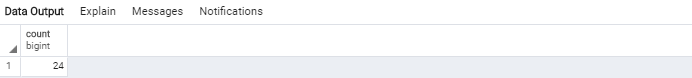 Data Output Explain Messages Notifications
count
bigint
1 24